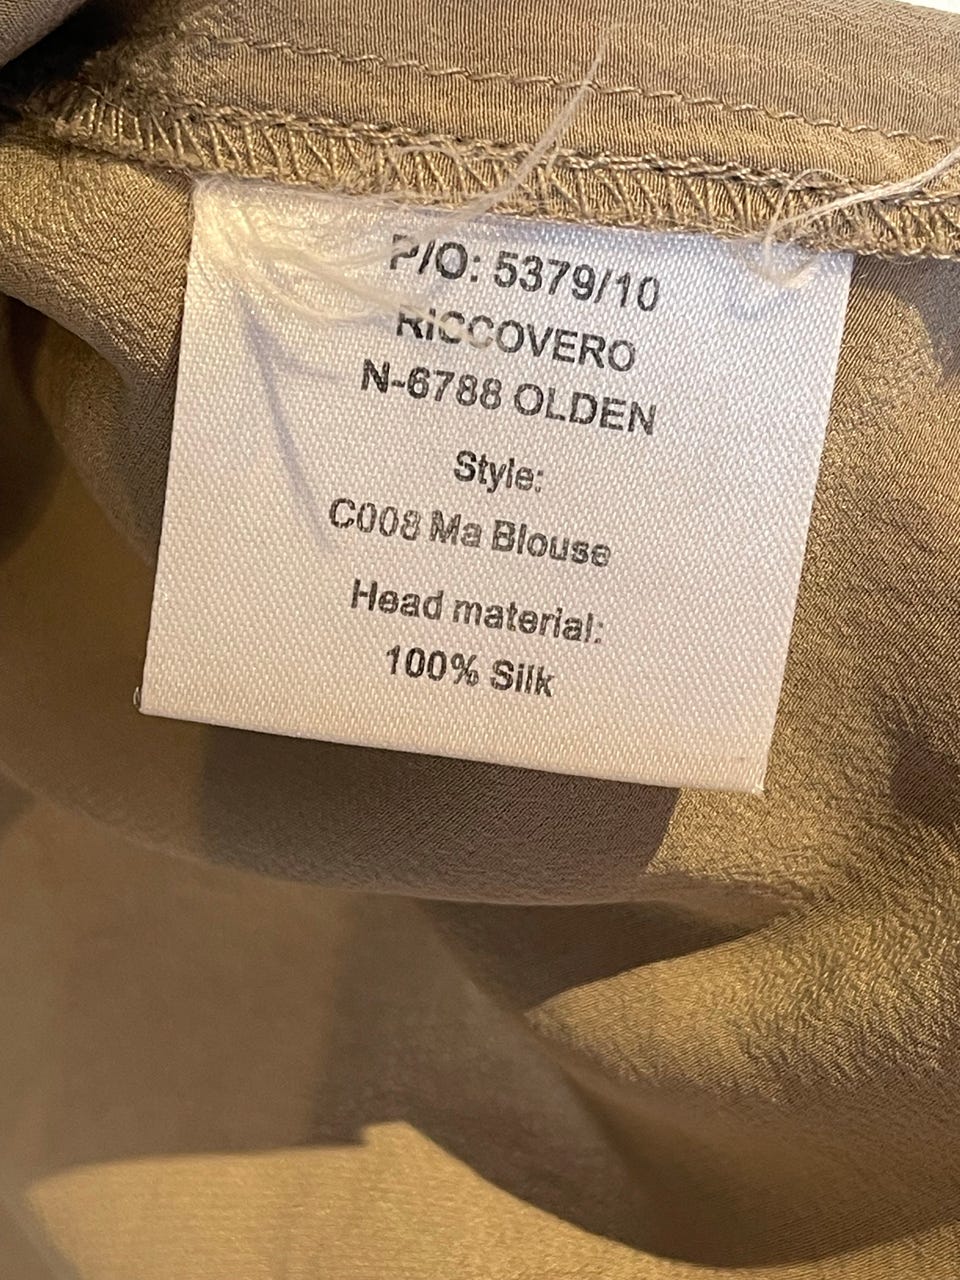 P/O: 5379/10
RICCOVERO
N-6788 OLDEN
Style:
C008 Ma Blouse
Head material:
100% Silk